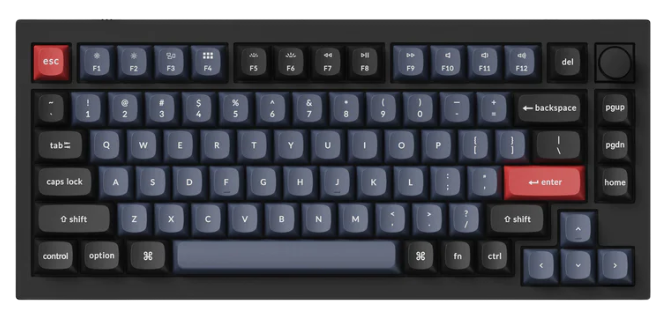 esc F1 F2 F3 F4 F5 F6 F7 F8 F9 F10 F11 F12 del
~ ! @ # $ % ^ & * ( ) — +
` 1 2 3 4 5 6 7 8 9 0 - = ← backspace pgup
tab Q W E R T Y U I O P { [ } ] | \ pgdn
caps lock A S D F G H J K L : ; " ' ↵ enter home
⇧ shift Z X C V B N M < , > . ? / ⇧ shift ^
control option ⌘ ⌘ fn ctrl < ⌄ >